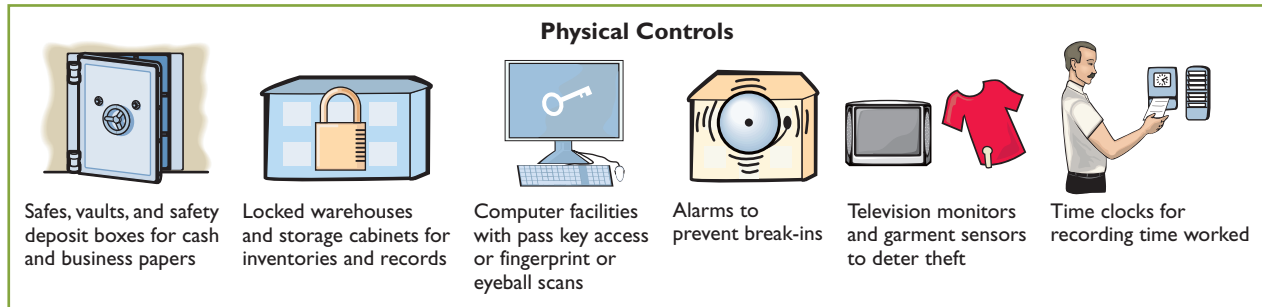 Physical Controls
Safes, vaults, and safety
deposit boxes for cash
and business papers
Locked warehouses
and storage cabinets for
inventories and records
Computer facilities
with pass key access
or fingerprint or
eyeball scans
Alarms to
prevent break-ins
Television monitors
and garment sensors
to deter theft
Time clocks for
recording time worked